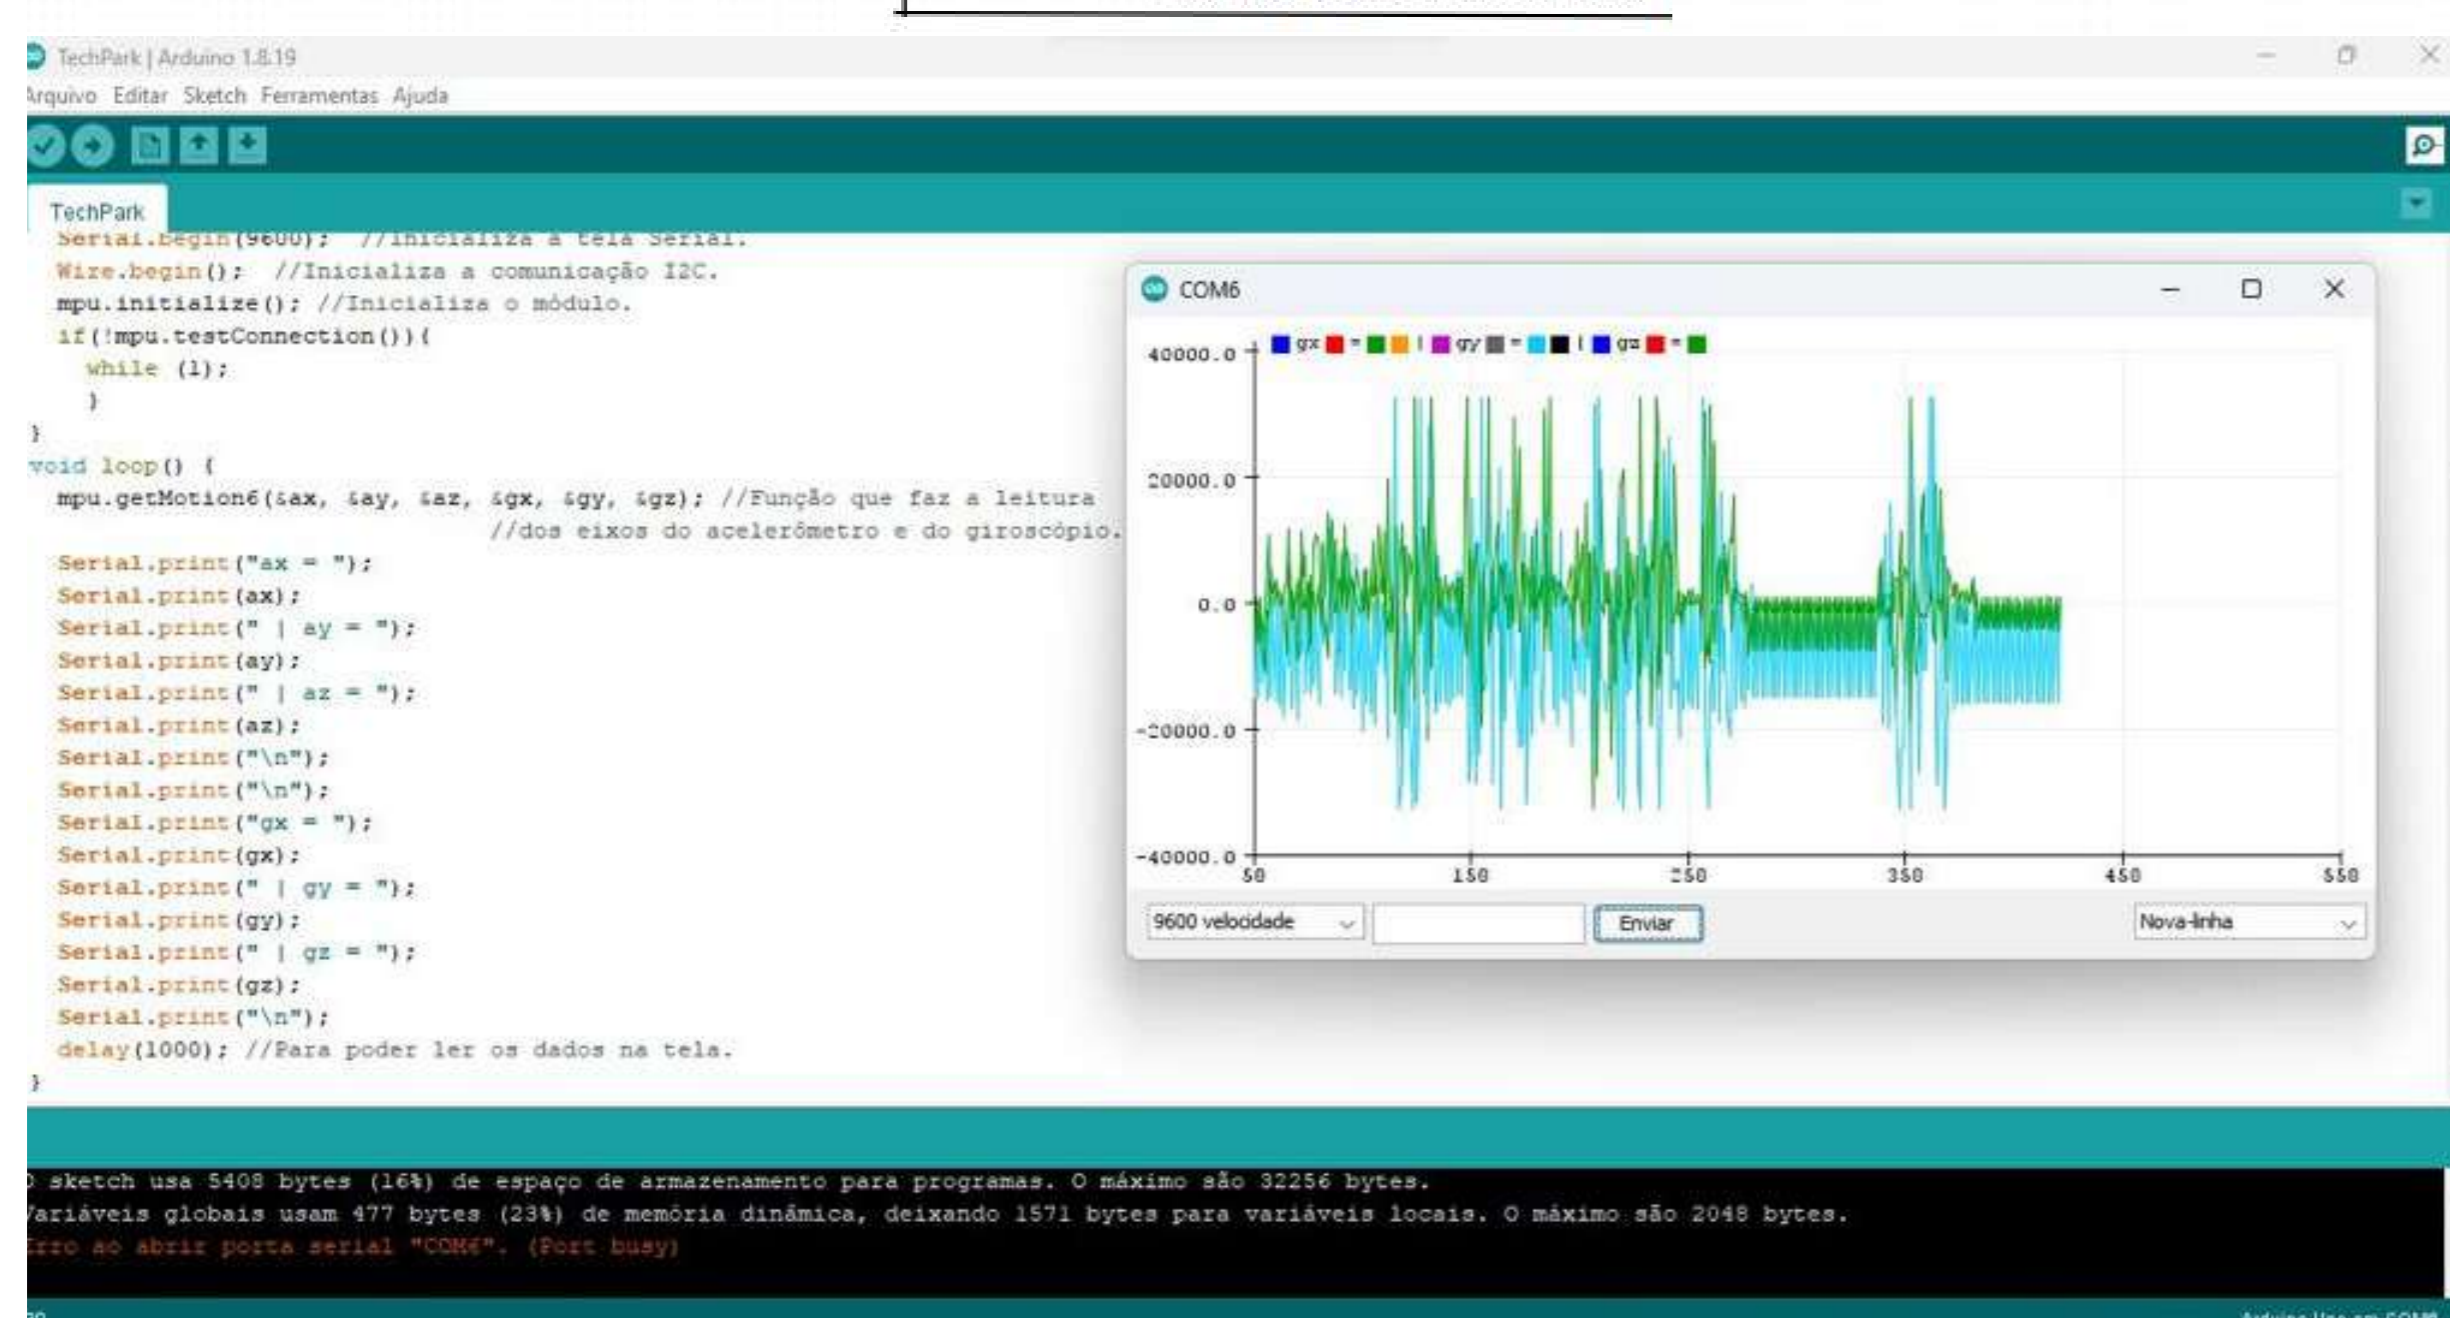 TechPark | Arduino 1.8.19
Arquivo Editar Sketch Ferramentas Ajuda
TechPark
Serial.begin(9600); //Inicializa a tela Serial.
Wire.begin(); //Inicializa a comunicação I2C.
mpu.initialize(); //Inicializa o módulo.
if(!mpu.testConnection()){
while (1);
}
}
void loop() {
mpu.getMotion6(&ax, &ay, &az, &gx, &gy, &gz); //Função que faz a leitura
//dos eixos do acelerômetro e do giroscópio.
Serial.print("ax = ");
Serial.print(ax);
Serial.print(" | ay = ");
Serial.print(ay);
Serial.print(" | az = ");
Serial.print(az);
Serial.print("\n");
Serial.print("\n");
Serial.print("gx = ");
Serial.print(gx);
Serial.print(" | gy = ");
Serial.print(gy);
Serial.print(" | gz = ");
Serial.print(gz);
Serial.print("\n");
delay(1000); //Para poder ler os dados na tela.
}
COM6
gx = | gy = | gz =
40000.0
20000.0
0.0
-20000.0
-40000.0
50 150 250 350 450 550
9600 velocidade Enviar Nova-linha
O sketch usa 5408 bytes (16%) de espaço de armazenamento para programas. O máximo são 32256 bytes.
Variáveis globais usam 477 bytes (23%) de memória dinâmica, deixando 1571 bytes para variáveis locais. O máximo são 2048 bytes.
Erro ao abrir porta serial "COM6". (Port busy)